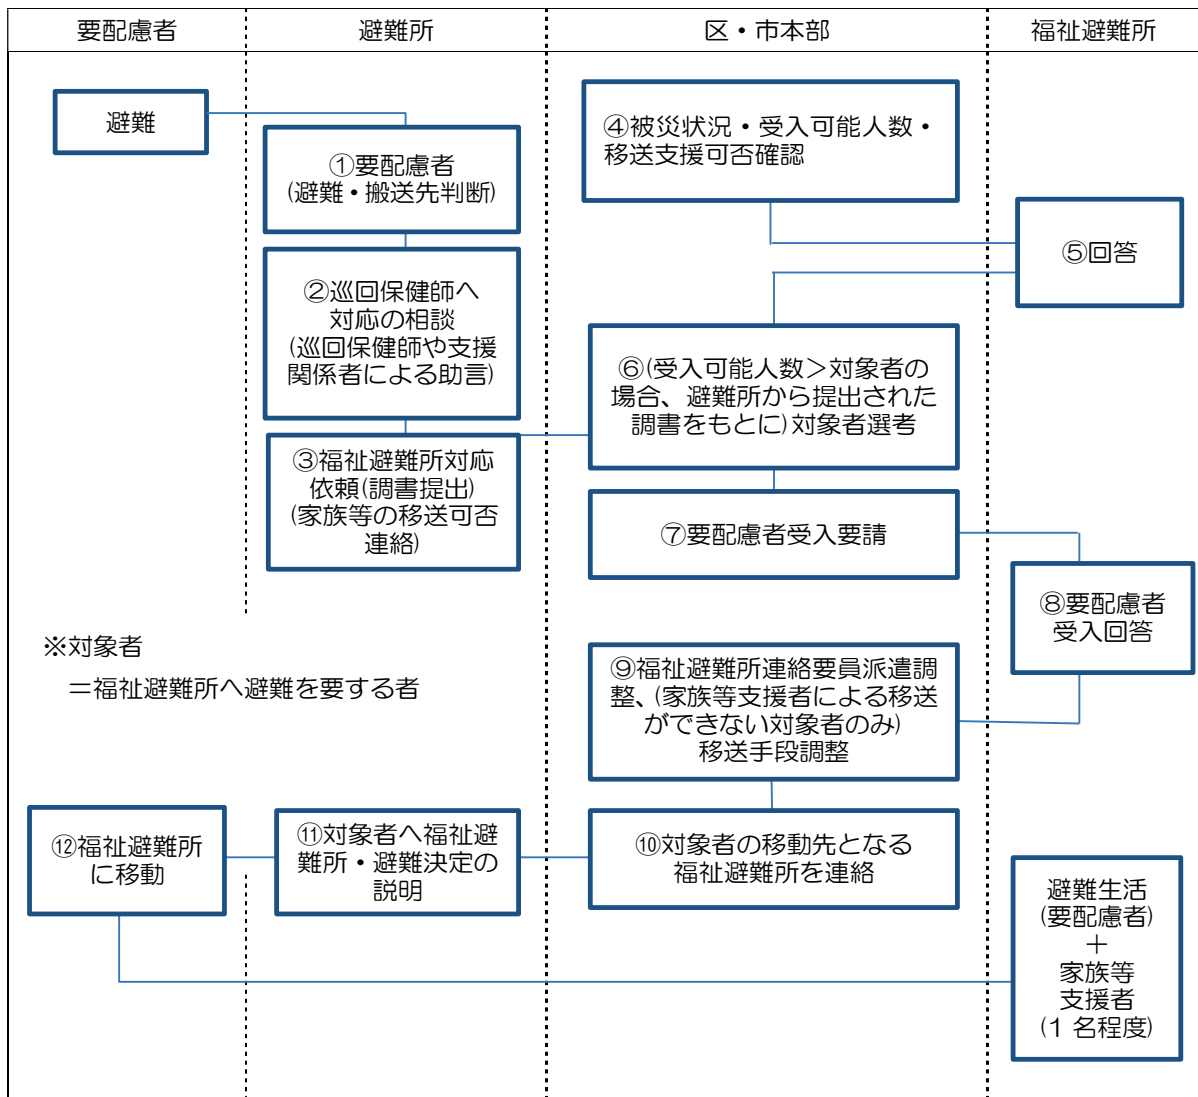 要配慮者
避難所
区・市本部
福祉避難所
避難
①要配慮者
(避難・搬送先判断)
②巡回保健師へ
対応の相談
(巡回保健師や支援
関係者による助言)
③福祉避難所対応
依頼(調書提出)
(家族等の移送可否
連絡)
④被災状況・受入可能人数・
移送支援可否確認
⑤回答
⑥(受入可能人数＞対象者の
場合、避難所から提出された
調書をもとに)対象者選考
⑦要配慮者受入要請
⑧要配慮者
受入回答
※対象者
＝福祉避難所へ避難を要する者
⑨福祉避難所連絡要員派遣調
整、(家族等支援者による移送
ができない対象者のみ)
移送手段調整
⑩対象者の移動先となる
福祉避難所を連絡
⑪対象者へ福祉避
難所・避難決定の
説明
⑫福祉避難所
に移動
避難生活
(要配慮者)
＋
家族等
支援者
(1 名程度)